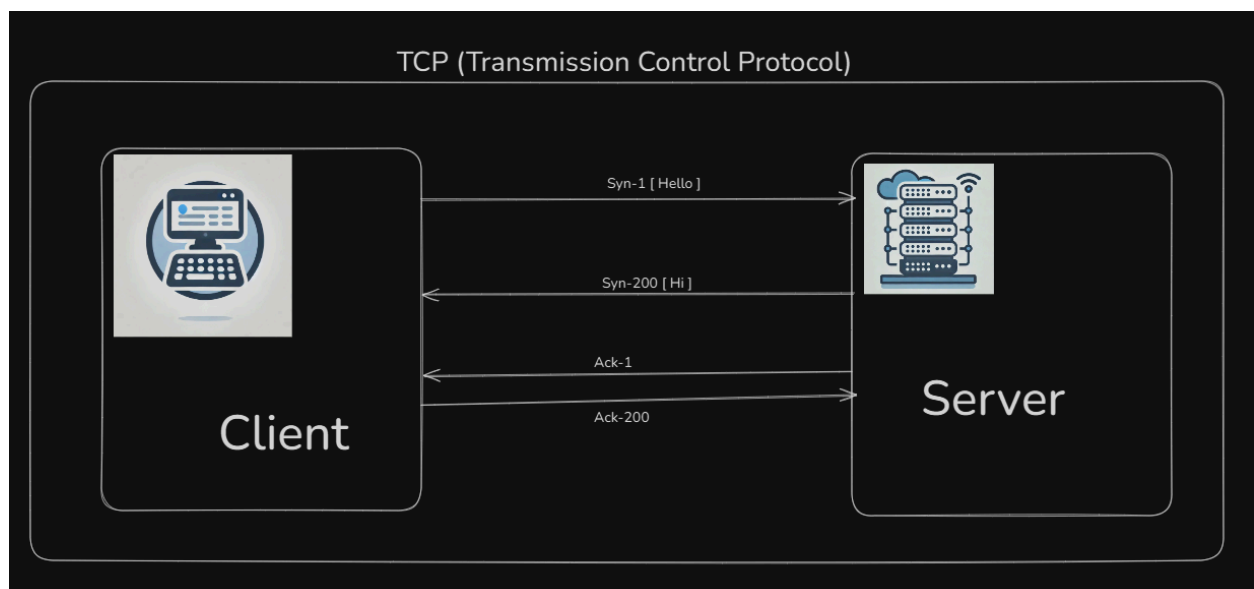 TCP (Transmission Control Protocol)
Syn-1 [ Hello ]
Syn-200 [ Hi ]
Ack-1
Ack-200
Client
Server